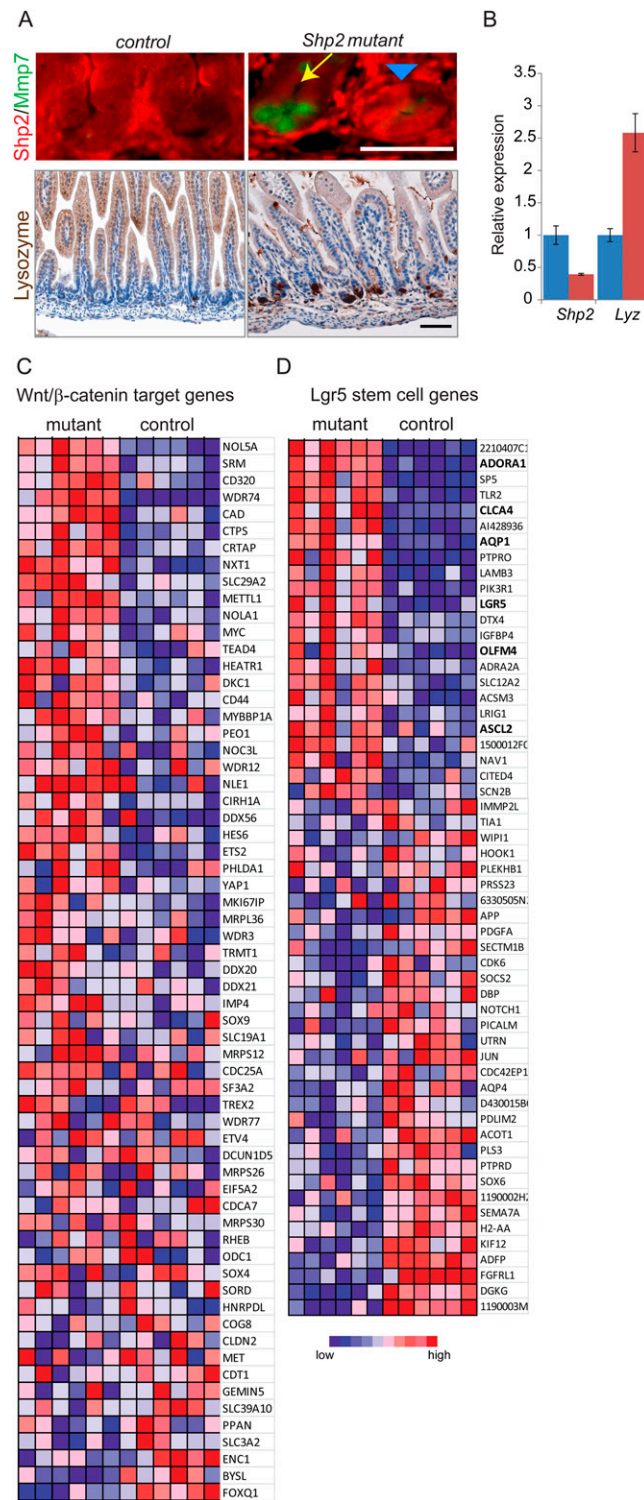 A
control
Shp2 mutant
Shp2/Mmp7
Lysozyme
B
Relative expression
3.5
3
2.5
2
1.5
1
0.5
0
Shp2
Lyz
C
Wnt/β-catenin target genes
mutant
control
NOL5A
SRM
CD320
WDR74
CAD
CTPS
CRTAP
NXT1
SLC29A2
METTL1
NOLA1
MYC
TEAD4
HEATR1
DKC1
CD44
MYBBP1A
PEO1
NOC3L
WDR12
NLE1
CIRH1A
DDX56
HES6
ETS2
PHLDA1
YAP1
MKI67IP
MRPL36
WDR3
TRMT1
DDX20
DDX21
IMP4
SOX9
SLC19A1
MRPS12
CDC25A
SF3A2
TREX2
WDR77
ETV4
DCUN1D5
MRPS26
EIF5A2
CDCA7
MRPS30
RHEB
ODC1
SOX4
SORD
HNRPDL
COG8
CLDN2
MET
CDT1
GEMIN5
SLC39A10
PPAN
SLC3A2
ENC1
BYSL
FOXQ1
D
Lgr5 stem cell genes
mutant
control
2210407C1
ADORA1
SP5
TLR2
CLCA4
AI428936
AQP1
PTPRO
LAMB3
PIK3R1
LGR5
DTX4
IGFBP4
OLFM4
ADRA2A
SLC12A2
ACSM3
LRIG1
ASCL2
1500012F0
NAV1
CITED4
SCN2B
IMMP2L
TIA1
WIPI1
HOOK1
PLEKHB1
PRSS23
6330505N
APP
PDGFA
SECTM1B
CDK6
SOCS2
DBP
NOTCH1
PICALM
UTRN
JUN
CDC42EP1
AQP4
D430015B
PDLIM2
ACOT1
PLS3
PTPRD
SOX6
1190002H2
SEMA7A
H2-AA
KIF12
ADFP
FGFRL1
DGKG
1190003M
low
high